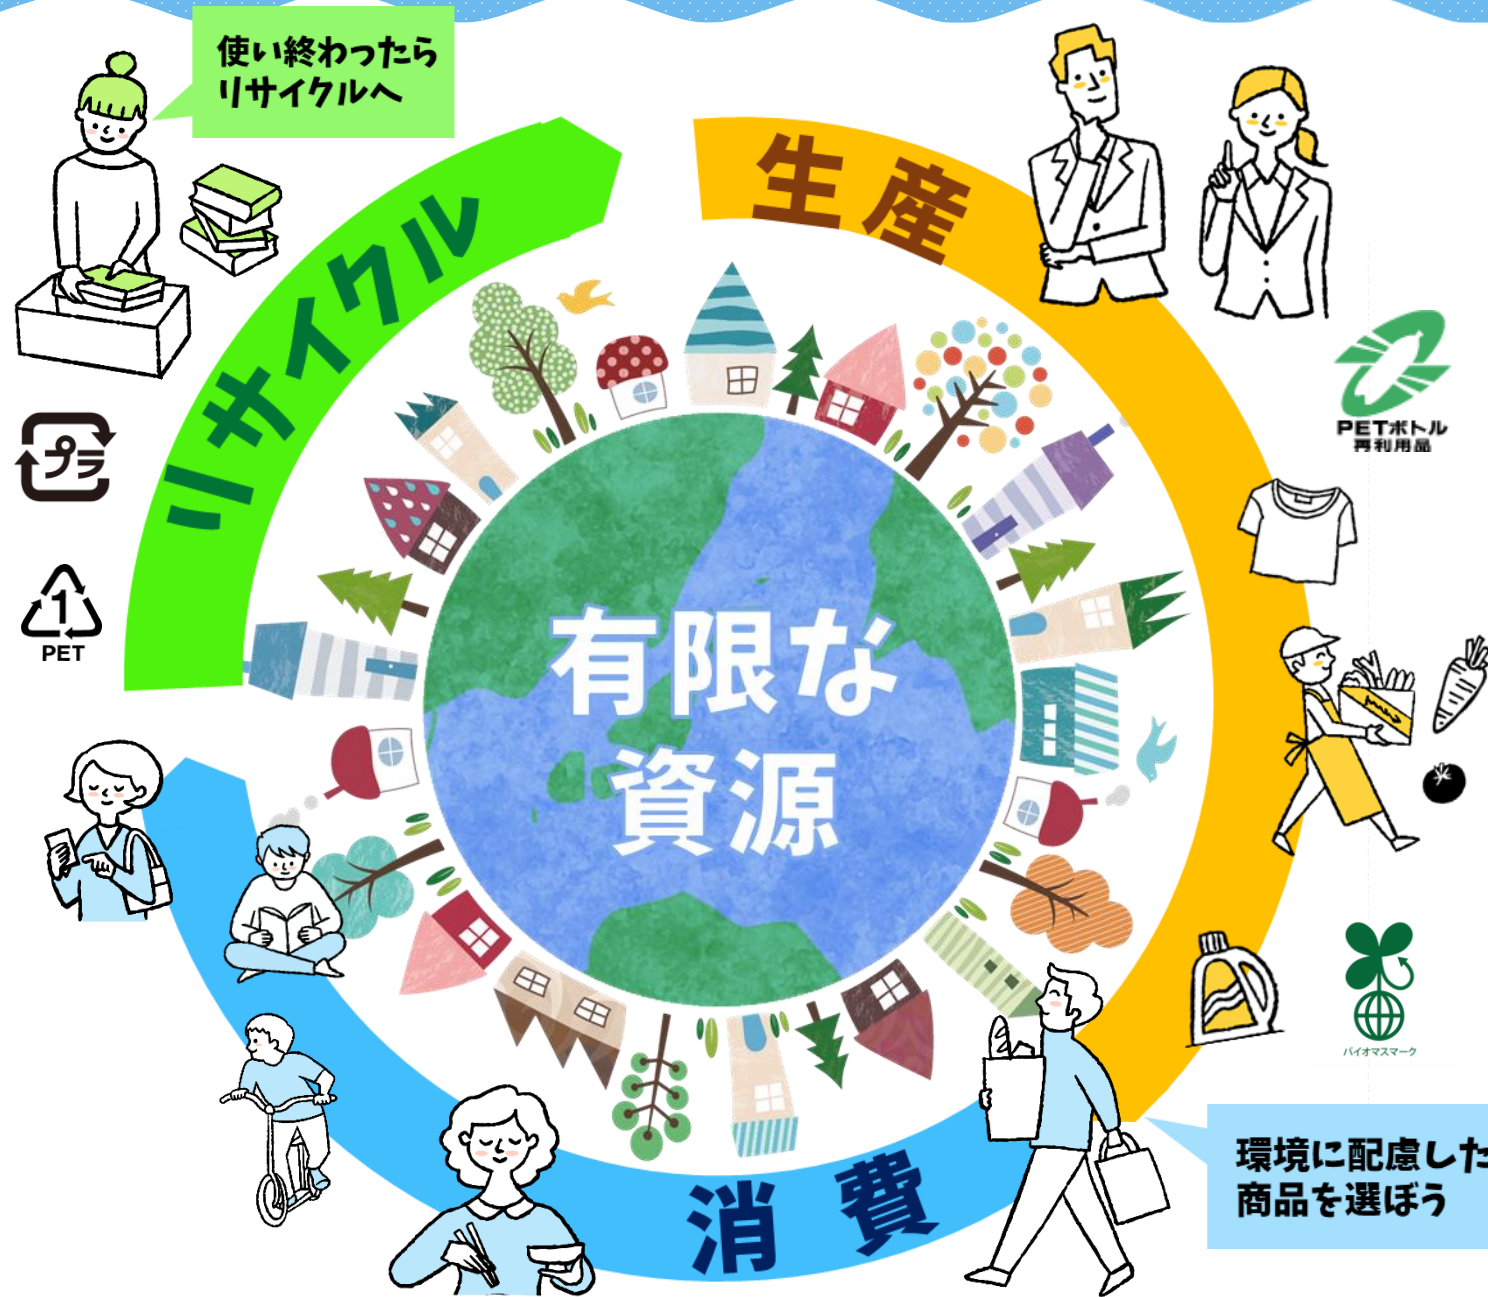 使い終わったら
リサイクルへ
生産
リサイクル
PETボトル
再利用品
プラ
1
PET
有限な
資源
バイオマスマーク
環境に配慮した
商品を選ぼう
消費